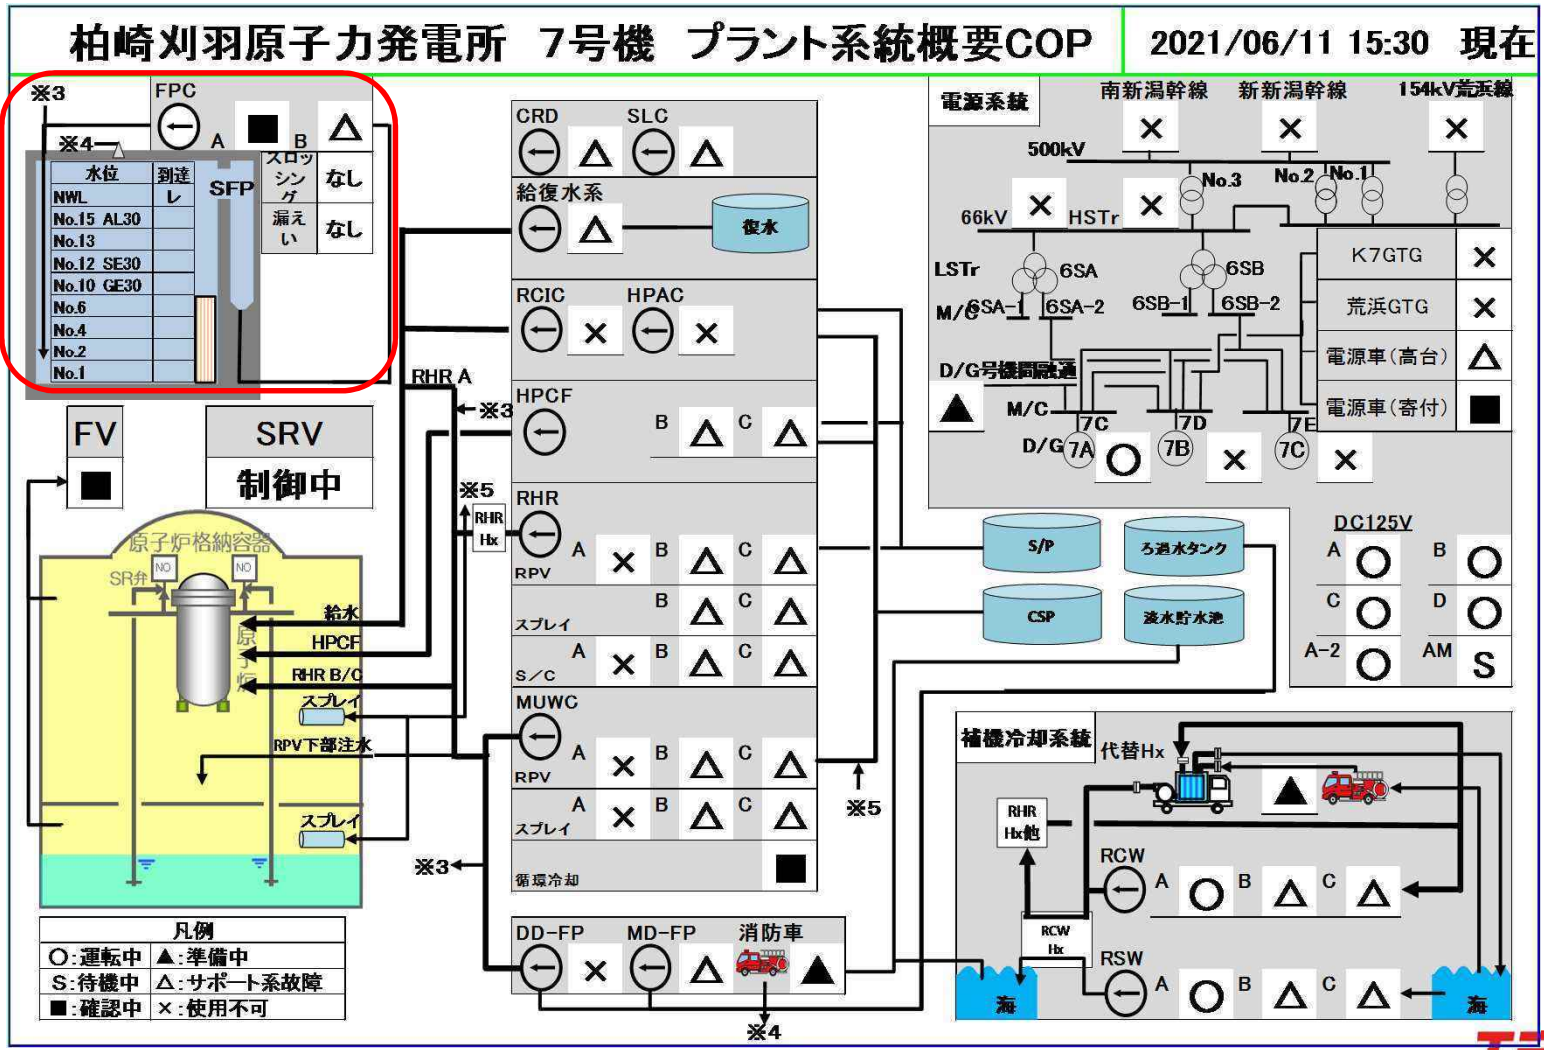 柏崎刈羽原子力発電所　７号機　プラント系統概要COP
2021/06/11 15:30　現在
※3
FPC
A ■ B △
※4
スロッシング なし
漏えい なし
SFP
水位 到達
NWL レ
No.15 AL30
No.13
No.12 SE30
No.10 GE30
No.6
No.4
No.2
No.1
FV
■
SRV
制御中
原子炉格納容器
SR弁
NO
NO
原子炉
給水
HPCF
RHR B/C
スプレイ
RPV下部注水
スプレイ
凡例
○:運転中 ▲:準備中
S:待機中 △:サポート系故障
■:確認中 ×:使用不可
RHR A
※3
※5
RHR
Hx
※3
CRD △ SLC △
給復水系
△
復水
RCIC × HPAC ×
HPCF
B △ C △
RHR
RPV A × B △ C △
スプレイ B △ C △
S／C A × B △ C △
MUWC
RPV A × B △ C △
スプレイ A × B △ C △
循環冷却 ■
※5
DD-FP × MD-FP △ 消防車 ▲
※4
S/P
ろ過水タンク
CSP
淡水貯水池
電源系統
南新潟幹線 新新潟幹線 154kV荒浜線
× × ×
500kV
No.3 No.2 No.1
66kV × HSTr ×
LSTr 6SA 6SB
M/C 6SA-1 6SA-2 6SB-1 6SB-2
K7GTG ×
荒浜GTG ×
電源車(高台) △
電源車(寄付) ■
D/G号機間融通
▲
M/C 7C 7D 7E
D/G 7A ○ 7B × 7C ×
DC125V
A ○ B ○
C ○ D ○
A-2 ○ AM S
補機冷却系統
代替Hx
▲
RHR
Hx他
RCW A ○ B △ C △
RCW
Hx
RSW A ○ B △ C △
海
海